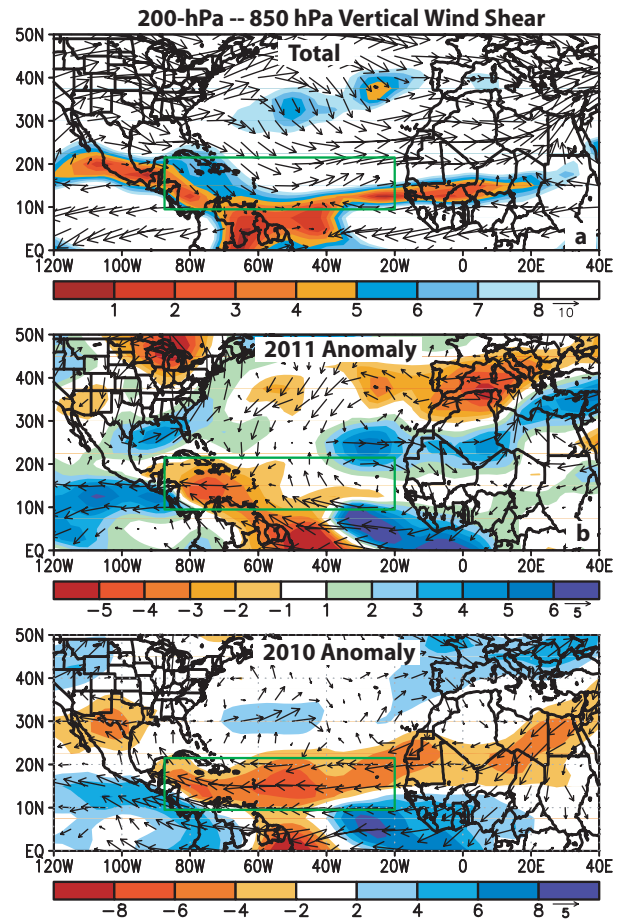 200-hPa -- 850 hPa Vertical Wind Shear
Total
50N
40N
30N
20N
10N
EQ
a
120W 100W 80W 60W 40W 20W 0 20E 40E
1 2 3 4 5 6 7 8 10
2011 Anomaly
50N
40N
30N
20N
10N
EQ
b
120W 100W 80W 60W 40W 20W 0 20E 40E
-5 -4 -3 -2 -1 1 2 3 4 5 6 5
2010 Anomaly
50N
40N
30N
20N
10N
EQ
120W 100W 80W 60W 40W 20W 0 20E 40E
-8 -6 -4 -2 2 4 6 8 5